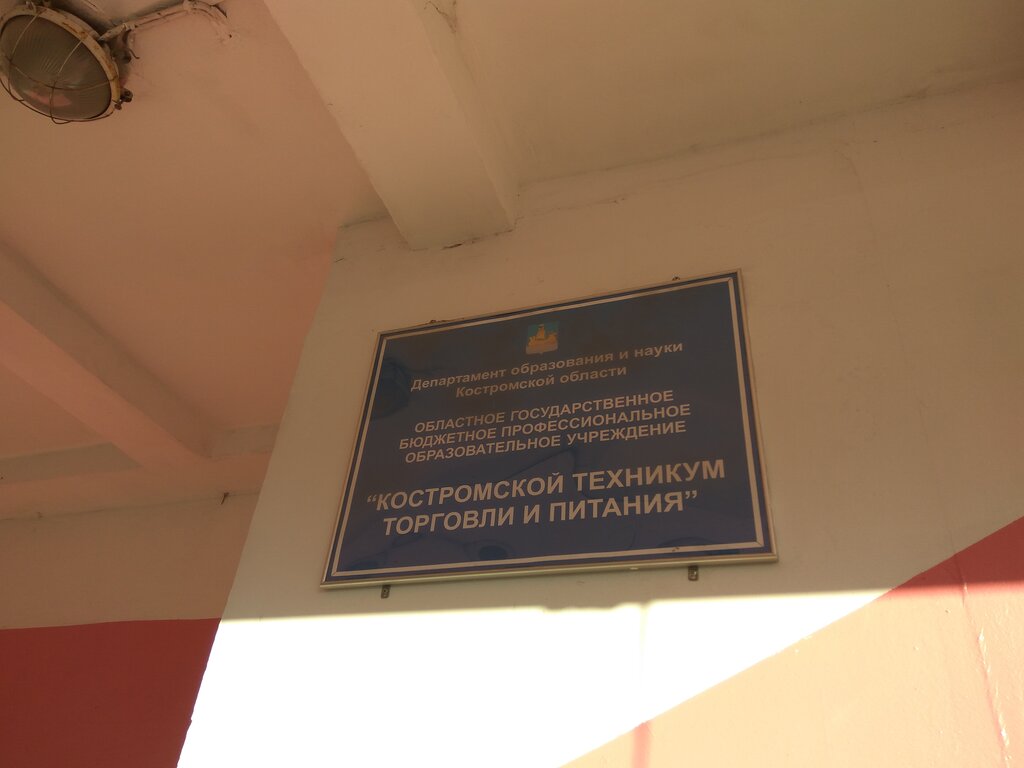 Департамент образования и науки
Костромской области
ОБЛАСТНОЕ ГОСУДАРСТВЕННОЕ
БЮДЖЕТНОЕ ПРОФЕССИОНАЛЬНОЕ
ОБРАЗОВАТЕЛЬНОЕ УЧРЕЖДЕНИЕ
“КОСТРОМСКОЙ ТЕХНИКУМ
ТОРГОВЛИ И ПИТАНИЯ”